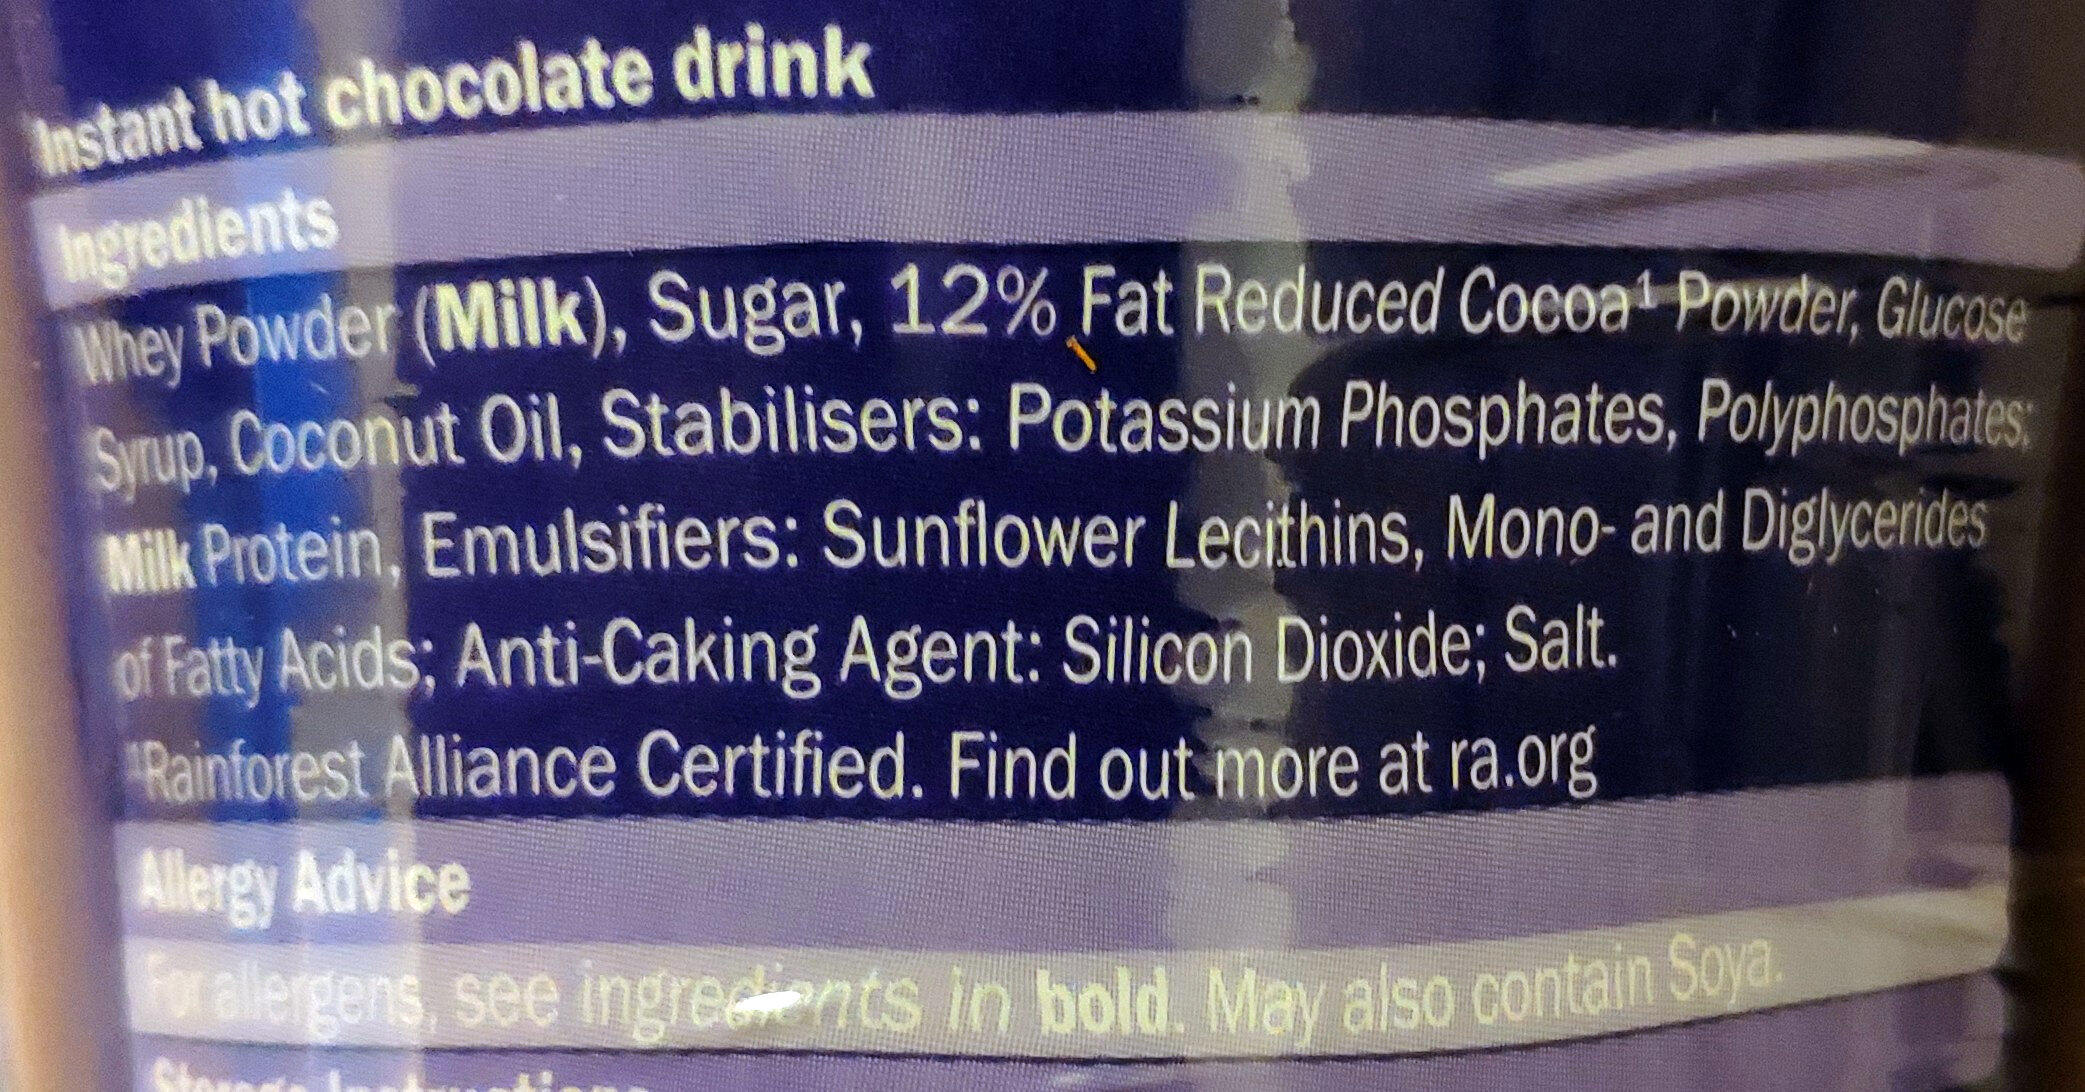 Instant hot chocolate drink
Ingredients
Whey Powder (Milk), Sugar, 12% Fat Reduced Cocoa¹ Powder, Glucose
Syrup, Coconut Oil, Stabilisers: Potassium Phosphates, Polyphosphates;
Milk Protein, Emulsifiers: Sunflower Lecithins, Mono- and Diglycerides
of Fatty Acids; Anti-Caking Agent: Silicon Dioxide; Salt.
¹Rainforest Alliance Certified. Find out more at ra.org
Allergy Advice
For allergens, see ingredients in bold. May also contain Soya.
Storage Instructions